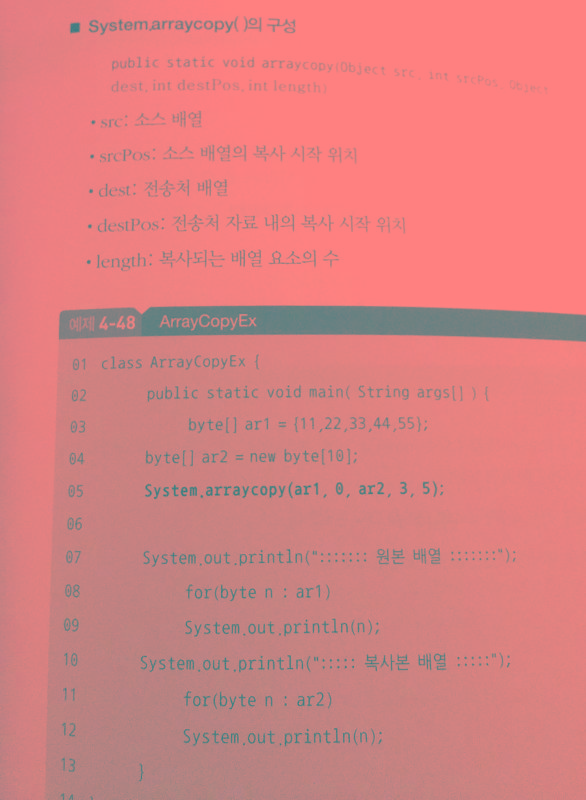 ■ System.arraycopy( )의 구성
public static void arraycopy(Object src, int srcPos, Object
dest, int destPos, int length)
• src: 소스 배열
• srcPos: 소스 배열의 복사 시작 위치
• dest: 전송처 배열
• destPos: 전송처 자료 내의 복사 시작 위치
• length: 복사되는 배열 요소의 수
예제 4-48 ArrayCopyEx
01 class ArrayCopyEx {
02 public static void main( String args[] ) {
03 byte[] ar1 = {11,22,33,44,55};
04 byte[] ar2 = new byte[10];
05 System.arraycopy(ar1, 0, ar2, 3, 5);
06
07 System.out.println("::::::: 원본 배열 :::::::");
08 for(byte n : ar1)
09 System.out.println(n);
10 System.out.println("::::: 복사본 배열 :::::");
11 for(byte n : ar2)
12 System.out.println(n);
13 }
14 }